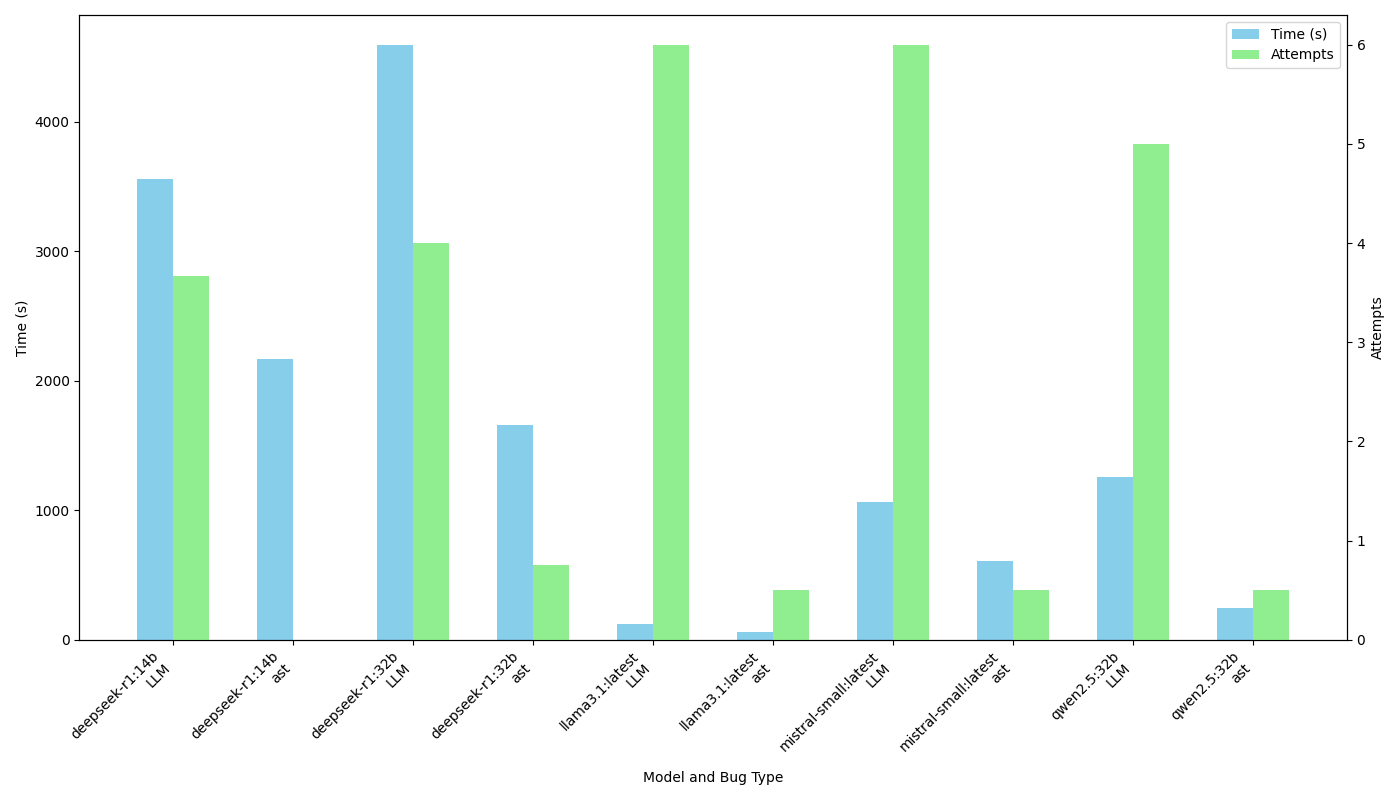 Time (s)
Attempts
4000
3000
2000
1000
0
Time (s)
6
5
4
3
2
1
0
Attempts
deepseek-r1:14b
LLM
deepseek-r1:14b
ast
deepseek-r1:32b
LLM
deepseek-r1:32b
ast
llama3.1:latest
LLM
llama3.1:latest
ast
mistral-small:latest
LLM
mistral-small:latest
ast
qwen2.5:32b
LLM
qwen2.5:32b
ast
Model and Bug Type